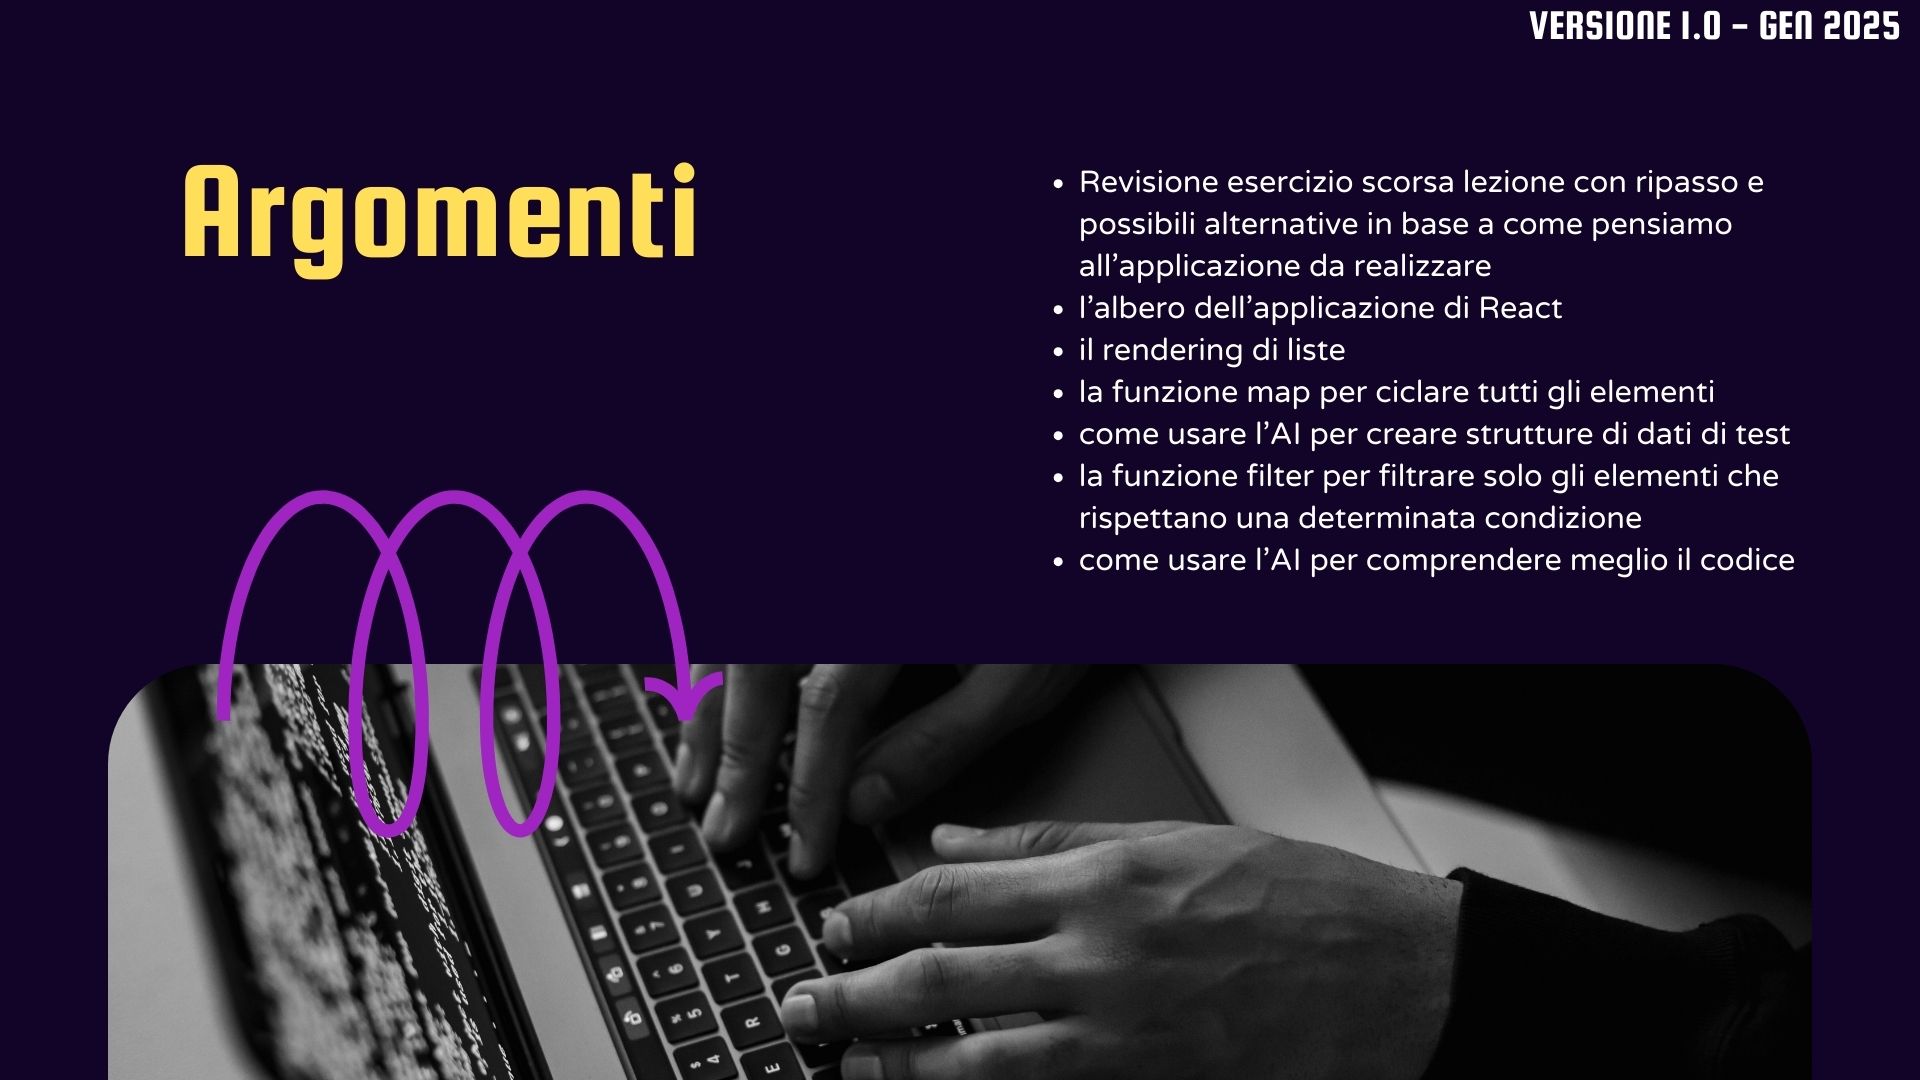 VERSIONE 1.0 - GEN 2025
Argomenti
• Revisione esercizio scorsa lezione con ripasso e
possibili alternative in base a come pensiamo
all’applicazione da realizzare
• l’albero dell’applicazione di React
• il rendering di liste
• la funzione map per ciclare tutti gli elementi
• come usare l’AI per creare strutture di dati di test
• la funzione filter per filtrare solo gli elementi che
rispettano una determinata condizione
• come usare l’AI per comprendere meglio il codice